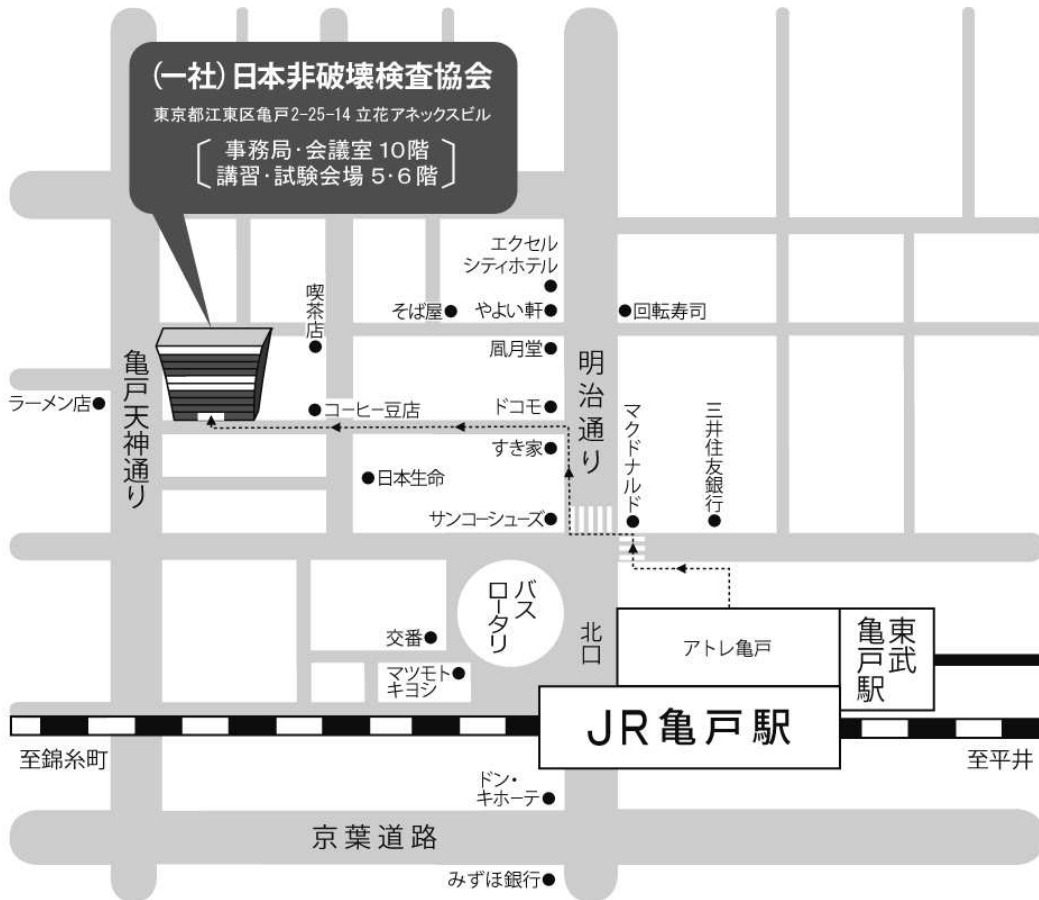 (一社)日本非破壊検査協会
東京都江東区亀戸2-25-14 立花アネックスビル
事務局・会議室 10階
講習・試験会場 5・6階
エクセル
シティホテル
喫茶店
そば屋
やよい軒
回転寿司
亀戸天神通り
凮月堂
明治通り
ラーメン店
コーヒー豆店
ドコモ
マクドナルド
三井住友銀行
すき家
日本生命
サンコーシューズ
バス
ロータリ
北口
交番
アトレ亀戸
東武
亀戸駅
マツモト
キヨシ
JR亀戸駅
至錦糸町
至平井
ドン・
キホーテ
京葉道路
みずほ銀行